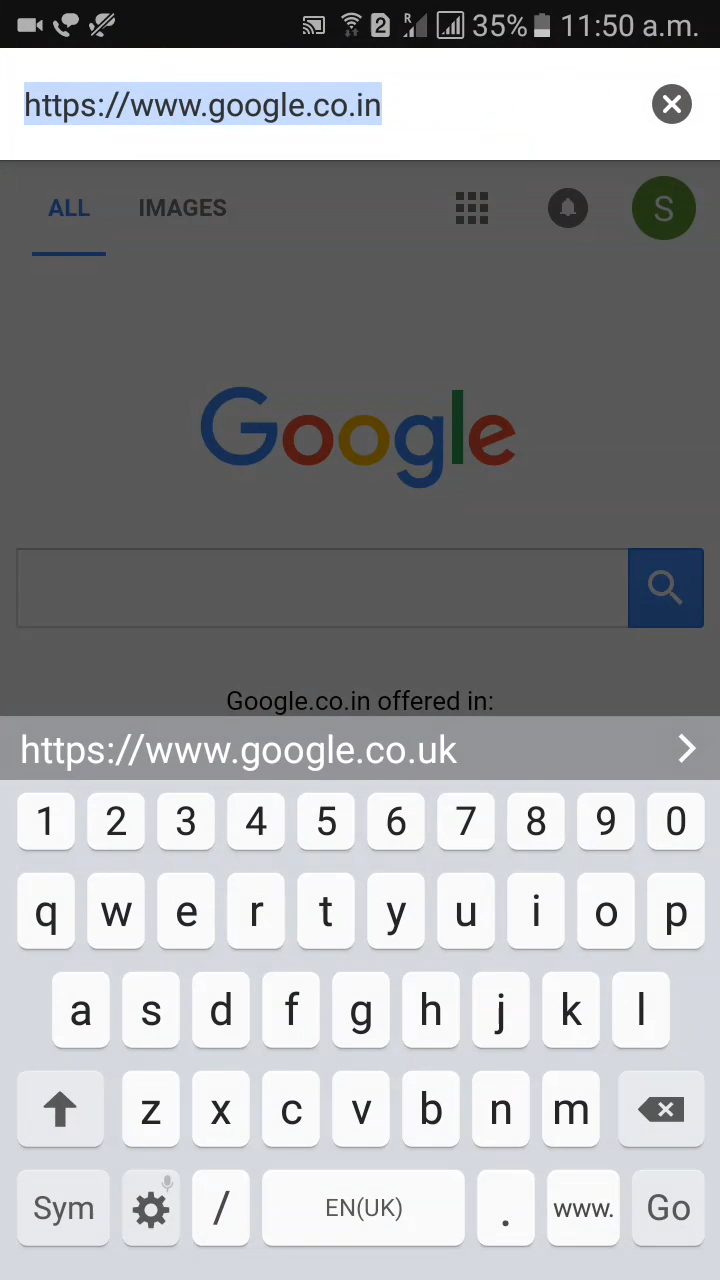 2 R 35% 11:50 a.m.
https://www.google.co.in
ALL IMAGES S
Google
Google.co.in offered in:
https://www.google.co.uk
1 2 3 4 5 6 7 8 9 0
q w e r t y u i o p
a s d f g h j k l
z x c v b n m
Sym / EN(UK) . www. Go